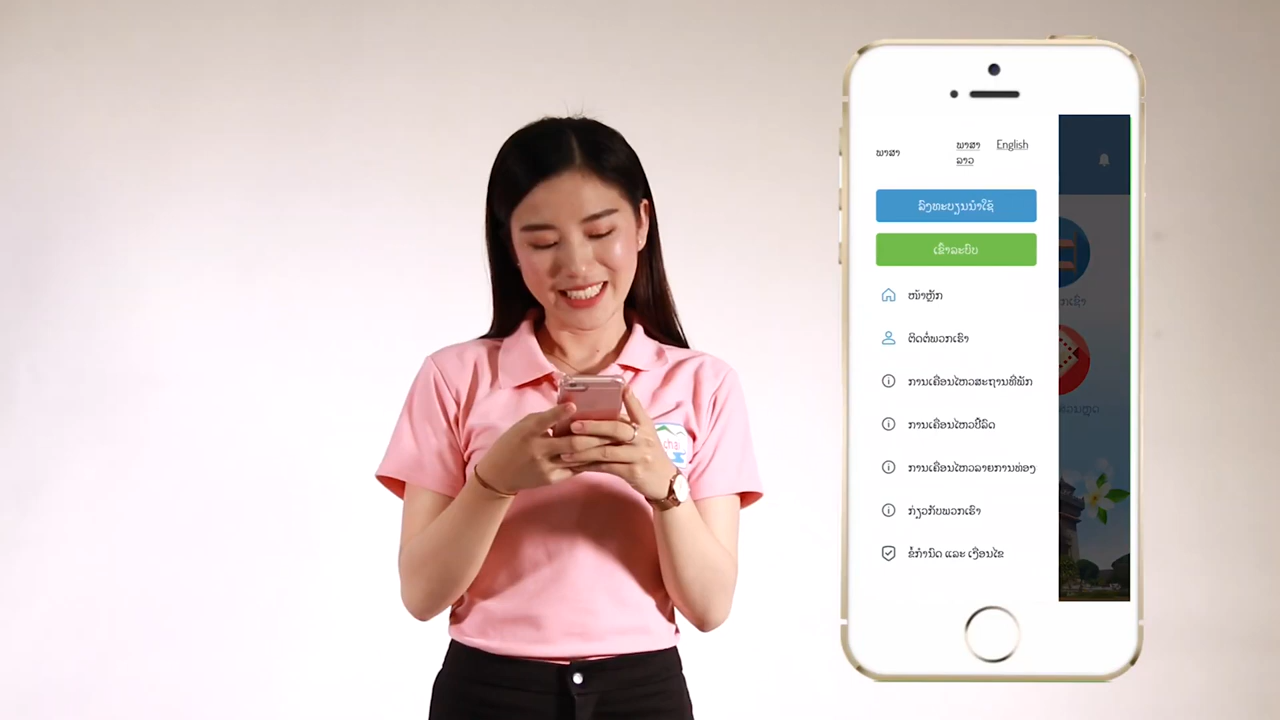 ພາສາ
ພາສາ
ລາວ
English
ລົງທະບຽນນຳໃຊ້
ເຂົ້າລະບົບ
ໜ້າຫຼັກ
ຕິດຕໍ່ພວກເຮົາ
ການເຄື່ອນໄຫວສະຖານທີ່ພັກ
ການເຄື່ອນໄຫວປີ້ລົດ
ການເຄື່ອນໄຫວລາຍການທ່ອງ
ກ່ຽວກັບພວກເຮົາ
ຂໍ້ກຳນົດ ແລະ ເງື່ອນໄຂ
chai